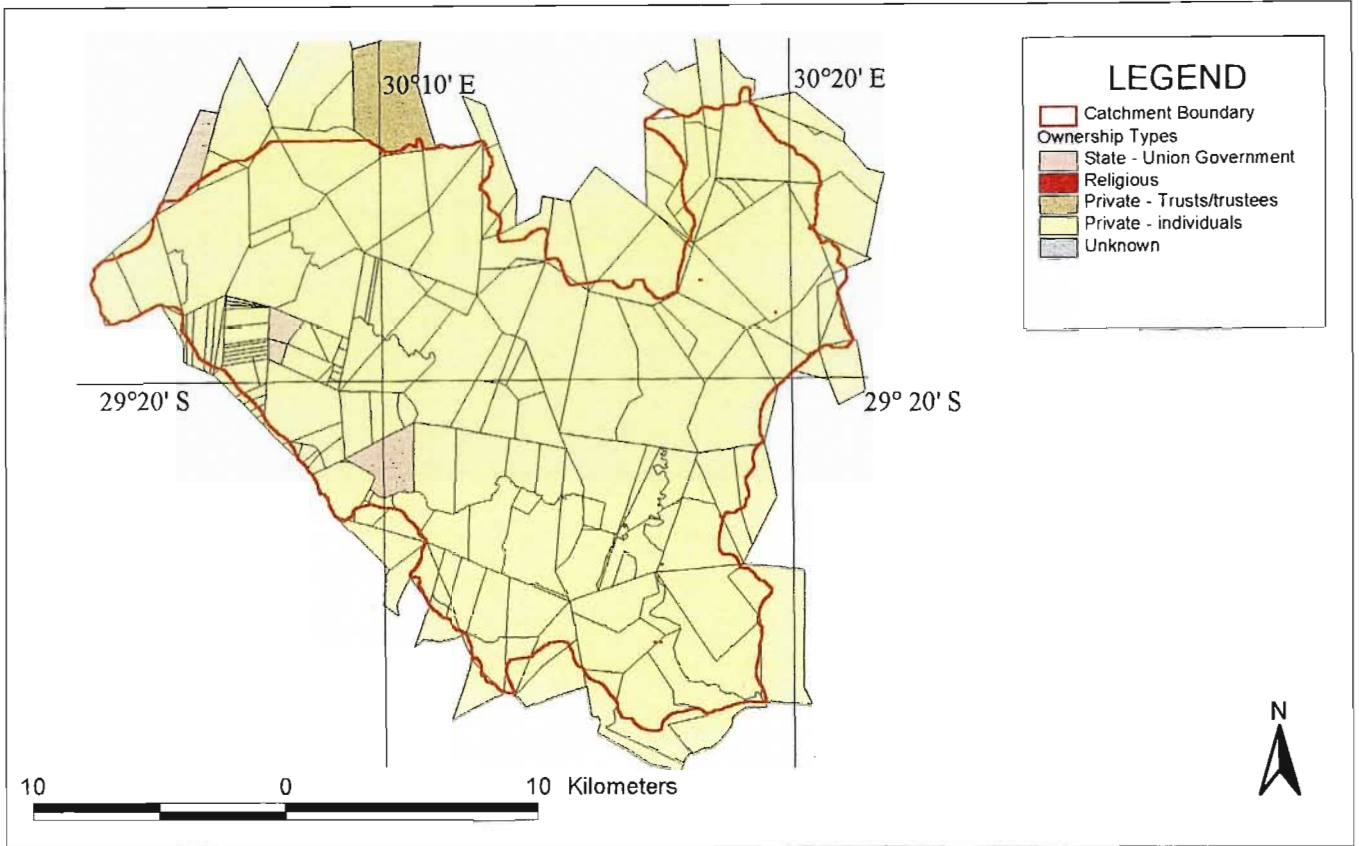 30°10' E
30°20' E
LEGEND
Catchment Boundary
Ownership Types
State - Union Government
Religious
Private - Trusts/trustees
Private - individuals
Unknown
29°20' S
29° 20' S
N
10 0 10 Kilometers